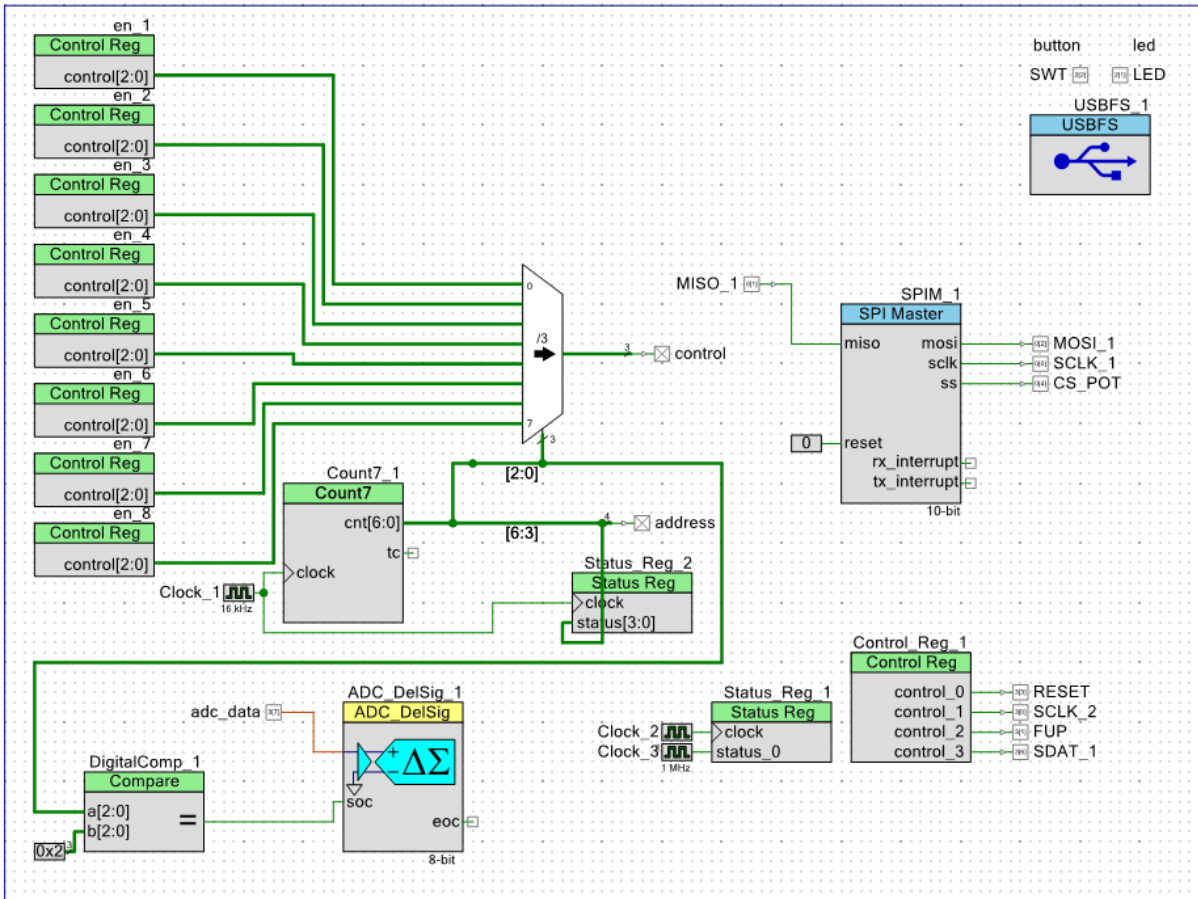 en_1
Control Reg
control[2:0]
en_2
Control Reg
control[2:0]
en_3
Control Reg
control[2:0]
en_4
Control Reg
control[2:0]
en_5
Control Reg
control[2:0]
en_6
Control Reg
control[2:0]
en_7
Control Reg
control[2:0]
en_8
Control Reg
control[2:0]
0
/3
7
3
3
control
[2:0]
[6:3]
Count7_1
Count7
cnt[6:0]
tc
clock
Clock_1
16 kHz
4
address
Status_Reg_2
Status Reg
clock
status[3:0]
button
led
SWT
LED
USBFS_1
USBFS
MISO_1
SPIM_1
SPI Master
miso
mosi
sclk
ss
MOSI_1
SCLK_1
CS_POT
0
reset
rx_interrupt
tx_interrupt
10-bit
adc_data
ADC_DelSig_1
ADC_DelSig
+
−
ΔΣ
soc
eoc
8-bit
DigitalComp_1
Compare
a[2:0]
b[2:0]
=
0x2
3
Status_Reg_1
Status Reg
Clock_2
clock
Clock_3
status_0
1 MHz
Control_Reg_1
Control Reg
control_0
control_1
control_2
control_3
RESET
SCLK_2
FUP
SDAT_1